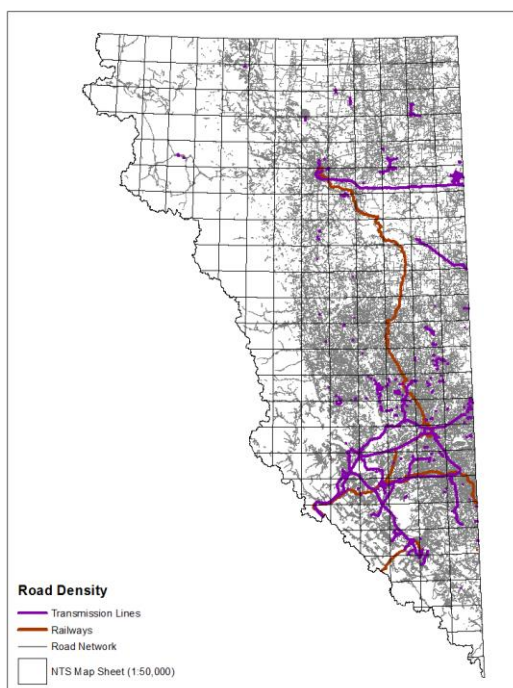 Road Density
Transmission Lines
Railways
Road Network
NTS Map Sheet (1:50,000)